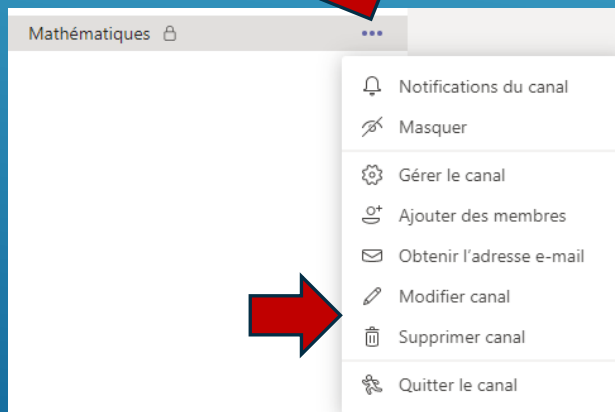 Mathématiques
Notifications du canal
Masquer
Gérer le canal
Ajouter des membres
Obtenir l'adresse e-mail
Modifier canal
Supprimer canal
Quitter le canal